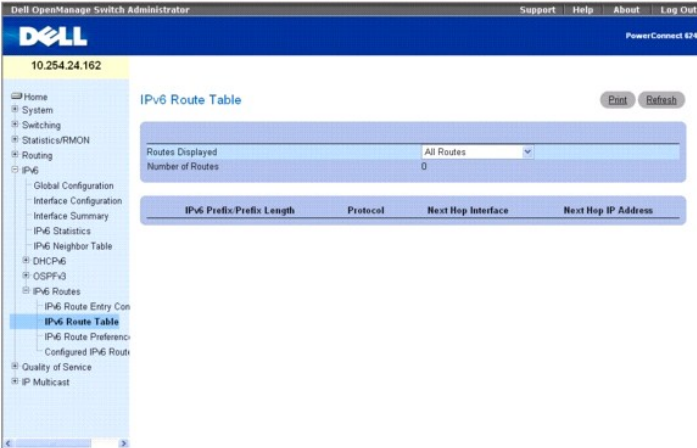 Dell OpenManage Switch Administrator
Support Help About Log Out
DELL
PowerConnect 624
10.254.24.162
Home
System
Switching
Statistics/RMON
Routing
IPv6
Global Configuration
Interface Configuration
Interface Summary
IPv6 Statistics
IPv6 Neighbor Table
DHCPv6
OSPFv3
IPv6 Routes
IPv6 Route Entry Con
IPv6 Route Table
IPv6 Route Preferenc
Configured IPv6 Route
Quality of Service
IP Multicast
IPv6 Route Table
Print Refresh
Routes Displayed All Routes
Number of Routes 0
IPv6 Prefix/Prefix Length Protocol Next Hop Interface Next Hop IP Address